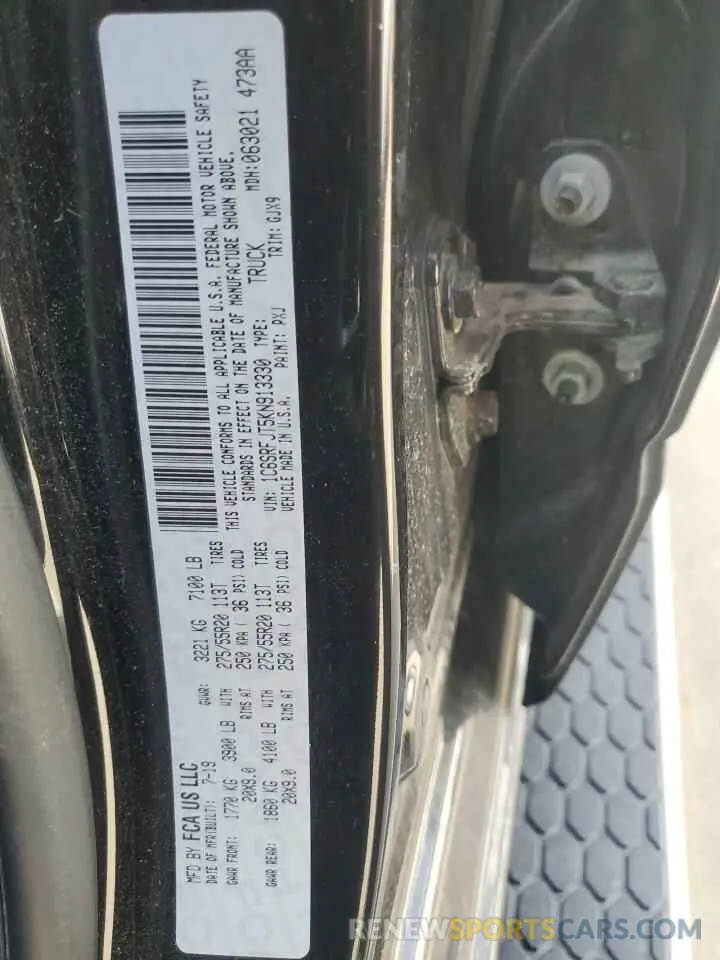 MFD BY FCA US LLC
DATE OF MFR(BUILT): 7-19 GVWR: 3221 KG 7100 LB
GAWR FRONT: 1770 KG 3900 LB WITH 275/55R20 113T TIRES
20X9.0 RIMS AT 250 KPA ( 36 PSI) COLD
GAWR REAR: 1860 KG 4100 LB WITH 275/55R20 113T TIRES
20X9.0 RIMS AT 250 KPA ( 36 PSI) COLD
THIS VEHICLE CONFORMS TO ALL APPLICABLE U.S.A. FEDERAL MOTOR VEHICLE SAFETY
STANDARDS IN EFFECT ON THE DATE OF MANUFACTURE SHOWN ABOVE.
VIN: 1C6SRFJT5KN913330 TYPE: TRUCK MDH:063021 473AA
VEHICLE MADE IN U.S.A. PAINT: PXJ TRIM: GJX9
RENEWSPORTSCARS.COM